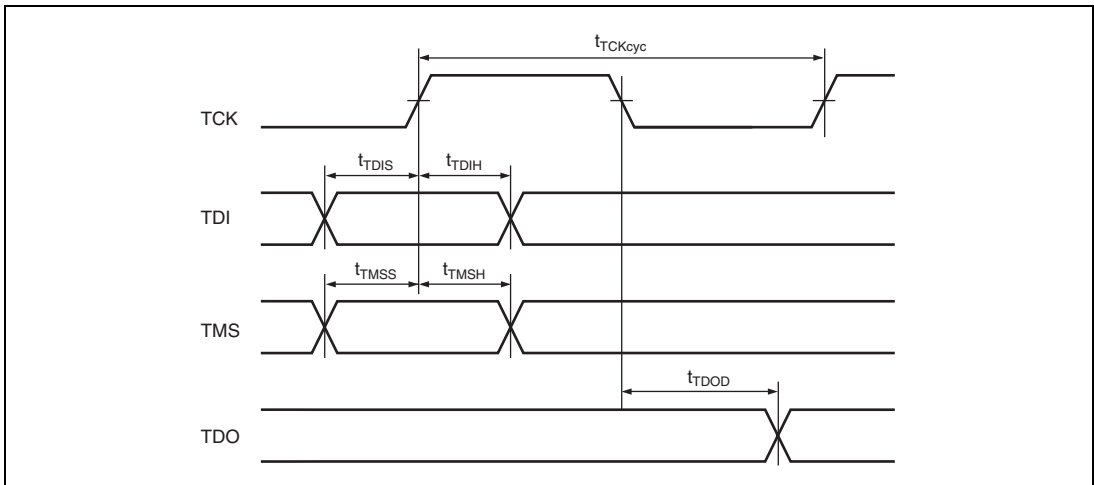 tTCKcyc
TCK
tTDIS
tTDIH
TDI
tTMSS
tTMSH
TMS
tTDOD
TDO